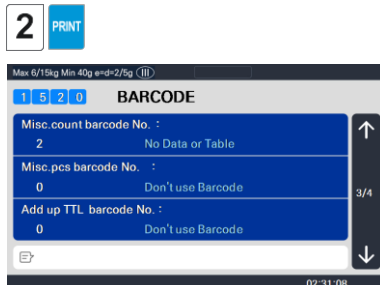 2 PRINT
Max 6/15kg Min 40g e=d=2/5g III
1 5 2 0 BARCODE
Misc.count barcode No. :
2 No Data or Table
Misc.pcs barcode No. :
0 Don't use Barcode
3/4
Add up TTL barcode No. :
0 Don't use Barcode
02:31:08